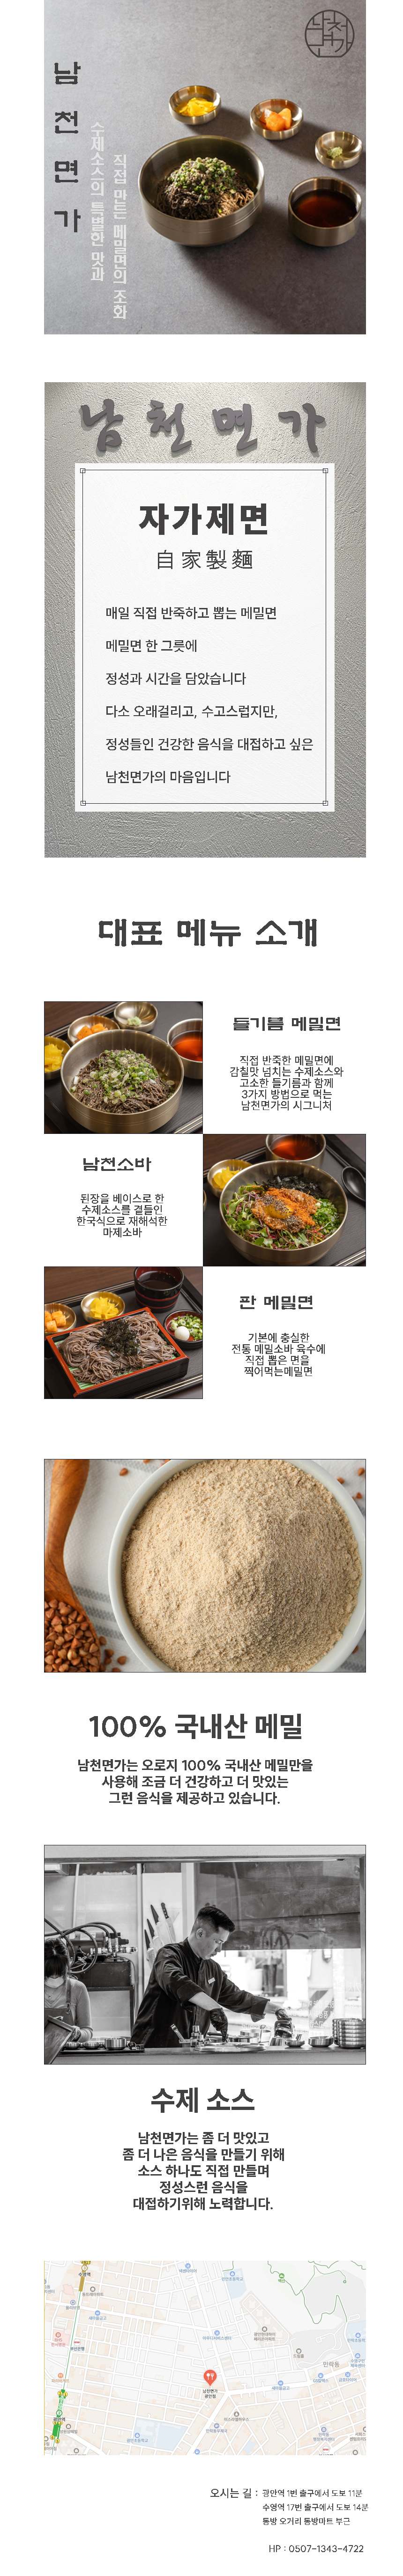 남천면가
남천면가
수제소스의 특별한 맛과
직접 만든 메밀면의 조화
남천면가
자가제면
自家製麵
매일 직접 반죽하고 뽑는 메밀면
메밀면 한 그릇에
정성과 시간을 담았습니다
다소 오래걸리고, 수고스럽지만,
정성들인 건강한 음식을 대접하고 싶은
남천면가의 마음입니다
대표 메뉴 소개
들기름 메밀면
직접 반죽한 메밀면에
감칠맛 넘치는 수제소스와
고소한 들기름과 함께
3가지 방법으로 먹는
남천면가의 시그니처
남천소바
된장을 베이스로 한
수제소스를 곁들인
한국식으로 재해석한
마제소바
판 메밀면
기본에 충실한
전통 메밀소바 육수에
직접 뽑은 면을
찍어먹는메밀면
100% 국내산 메밀
남천면가는 오로지 100% 국내산 메밀만을
사용해 조금 더 건강하고 더 맛있는
그런 음식을 제공하고 있습니다.
수제 소스
남천면가는 좀 더 맛있고
좀 더 나은 음식을 만들기 위해
소스 하나도 직접 만들며
정성스런 음식을
대접하기위해 노력합니다.
남천면가
광안점
오시는 길 : 광안역 1번 출구에서 도보 11분
수영역 17번 출구에서 도보 14분
통방 오거리 통방마트 부근
HP : 0507-1343-4722